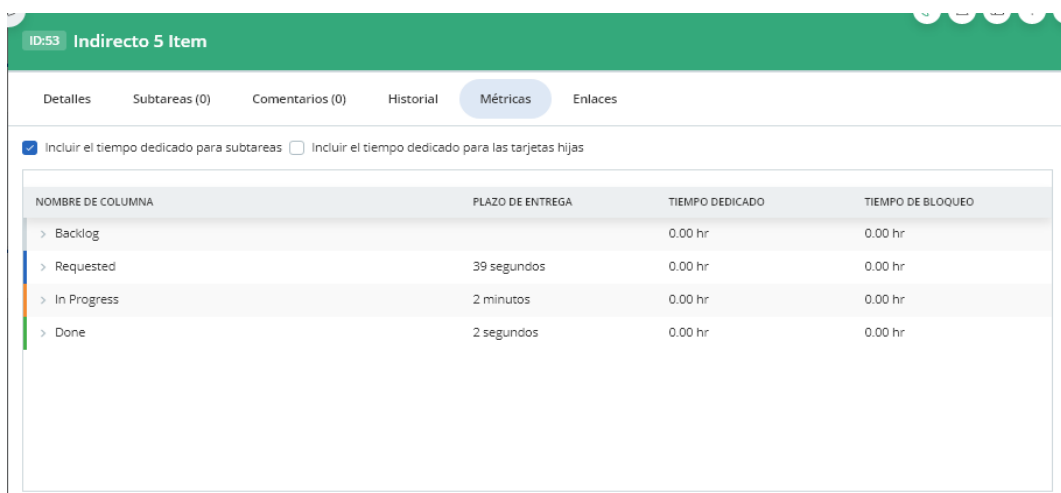 ID:53 Indirecto 5 Item
Detalles Subtareas (0) Comentarios (0) Historial Métricas Enlaces
Incluir el tiempo dedicado para subtareas Incluir el tiempo dedicado para las tarjetas hijas
NOMBRE DE COLUMNA PLAZO DE ENTREGA TIEMPO DEDICADO TIEMPO DE BLOQUEO
Backlog 0.00 hr 0.00 hr
Requested 39 segundos 0.00 hr 0.00 hr
In Progress 2 minutos 0.00 hr 0.00 hr
Done 2 segundos 0.00 hr 0.00 hr